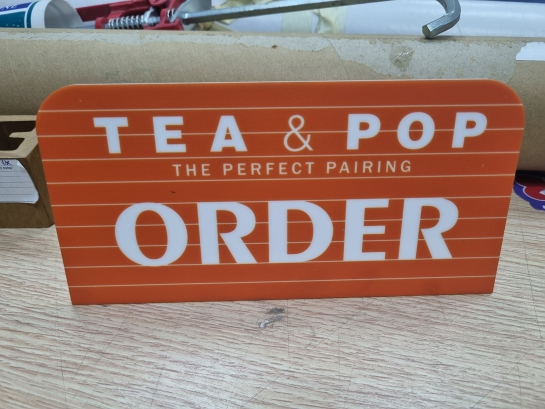 TEA & POP
THE PERFECT PAIRING
ORDER